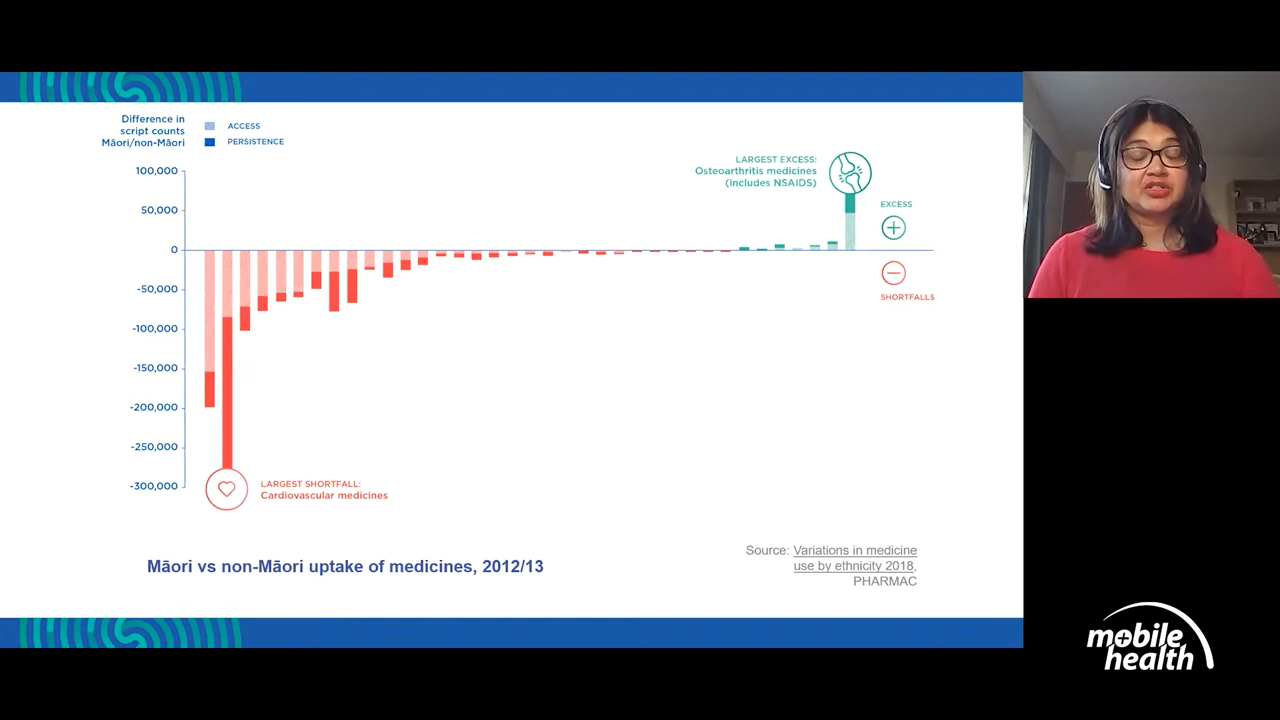 Difference in
script counts
Māori/non-Māori
ACCESS
PERSISTENCE
100,000
50,000
0
-50,000
-100,000
-150,000
-200,000
-250,000
-300,000
LARGEST EXCESS:
Osteoarthritis medicines
(includes NSAIDS)
EXCESS
SHORTFALLS
LARGEST SHORTFALL:
Cardiovascular medicines
Māori vs non-Māori uptake of medicines, 2012/13
Source: Variations in medicine
use by ethnicity 2018,
PHARMAC
mobile
health